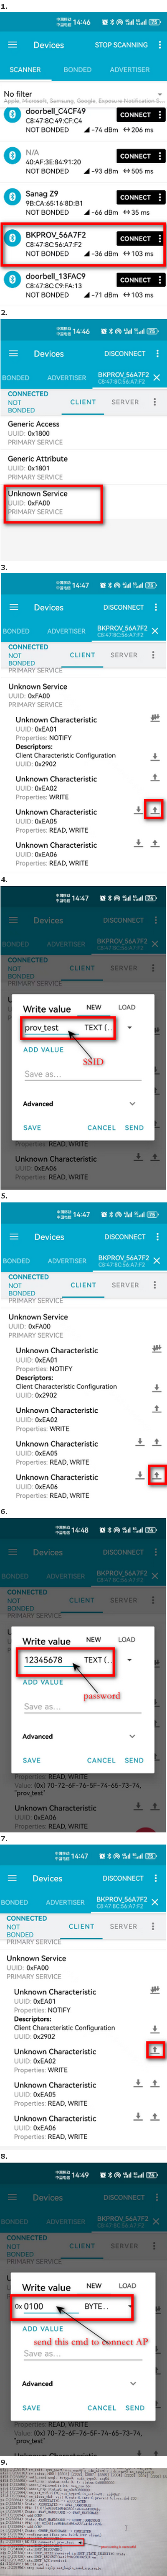 1.
14:46
Devices
STOP SCANNING
SCANNER
BONDED
ADVERTISER
No filter
Apple, Microsoft, Samsung, Google, Exposure Notification S...
doorbell_C4CF49
C8:47:8C:49:CF:C4
NOT BONDED
-74 dBm
206 ms
CONNECT
N/A
40:AF:3E:84:91:20
NOT BONDED
-93 dBm
505 ms
CONNECT
Sanag Z9
9B:CA:65:16:8D:B1
NOT BONDED
-66 dBm
35 ms
CONNECT
BKPROV_56A7F2
C8:47:8C:56:A7:F2
NOT BONDED
-36 dBm
103 ms
CONNECT
doorbell_13FAC9
C8:47:8C:C9:FA:13
NOT BONDED
-71 dBm
103 ms
CONNECT
2.
14:46
Devices
DISCONNECT
BONDED
ADVERTISER
BKPROV_56A7F2
C8:47:8C:56:A7:F2
CONNECTED
NOT
BONDED
CLIENT
SERVER
Generic Access
UUID: 0x1800
PRIMARY SERVICE
Generic Attribute
UUID: 0x1801
PRIMARY SERVICE
Unknown Service
UUID: 0xFA00
PRIMARY SERVICE
3.
14:47
Devices
DISCONNECT
BONDED
ADVERTISER
BKPROV_56A7F2
C8:47:8C:56:A7:F2
CONNECTED
NOT
BONDED
CLIENT
SERVER
PRIMARY SERVICE
Unknown Service
UUID: 0xFA00
PRIMARY SERVICE
Unknown Characteristic
UUID: 0xEA01
Properties: NOTIFY
Descriptors:
Client Characteristic Configuration
UUID: 0x2902
Unknown Characteristic
UUID: 0xEA02
Properties: WRITE
Unknown Characteristic
UUID: 0xEA05
Properties: READ, WRITE
Unknown Characteristic
UUID: 0xEA06
Properties: READ, WRITE
4.
14:47
Devices
DISCONNECT
Write value
NEW
LOAD
prov_test
TEXT (...
SSID
ADD VALUE
Save as...
Advanced
SAVE
CANCEL
SEND
Properties: READ, WRITE
Unknown Characteristic
UUID: 0xEA06
Properties: READ, WRITE
5.
14:47
Devices
DISCONNECT
BONDED
ADVERTISER
BKPROV_56A7F2
C8:47:8C:56:A7:F2
CONNECTED
NOT
BONDED
CLIENT
SERVER
PRIMARY SERVICE
Unknown Service
UUID: 0xFA00
PRIMARY SERVICE
Unknown Characteristic
UUID: 0xEA01
Properties: NOTIFY
Descriptors:
Client Characteristic Configuration
UUID: 0x2902
Unknown Characteristic
UUID: 0xEA02
Properties: WRITE
Unknown Characteristic
UUID: 0xEA05
Properties: READ, WRITE
Unknown Characteristic
UUID: 0xEA06
Properties: READ, WRITE
6.
14:48
Devices
DISCONNECT
Write value
NEW
LOAD
12345678
TEXT (...
password
ADD VALUE
Save as...
Advanced
SAVE
CANCEL
SEND
Properties: READ, WRITE
Value: (0x) 70-72-6F-76-5F-74-65-73-74,
"prov_test"
Unknown Characteristic
UUID: 0xEA06
7.
14:47
Devices
DISCONNECT
BONDED
ADVERTISER
BKPROV_56A7F2
C8:47:8C:56:A7:F2
CONNECTED
NOT
BONDED
CLIENT
SERVER
PRIMARY SERVICE
Unknown Service
UUID: 0xFA00
PRIMARY SERVICE
Unknown Characteristic
UUID: 0xEA01
Properties: NOTIFY
Descriptors:
Client Characteristic Configuration
UUID: 0x2902
Unknown Characteristic
UUID: 0xEA02
Properties: WRITE
Unknown Characteristic
UUID: 0xEA05
Properties: READ, WRITE
Unknown Characteristic
UUID: 0xEA06
Properties: READ, WRITE
8.
14:49
Devices
DISCONNECT
Write value
NEW
LOAD
0x 0100
BYTE...
ADD VALUE
send this cmd to connect AP
Save as...
Advanced
SAVE
CANCEL
SEND
9.